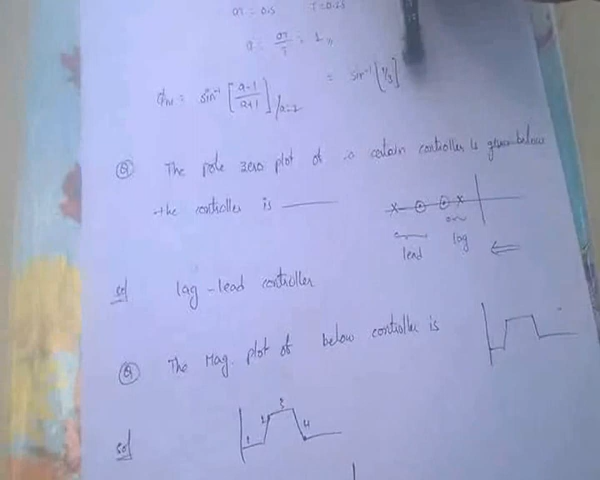 aT = 0.5 T = 0.25
a = aT/T = 2 //
φm = sin⁻¹ [a-1/a+1] /a=2 = sin⁻¹ [1/3]
Q The pole zero plot of a certain controller is given below
the controller is ______
lead lag
sol lag-lead controller
Q The Mag. plot of below controller is
sol
1 2 3 4